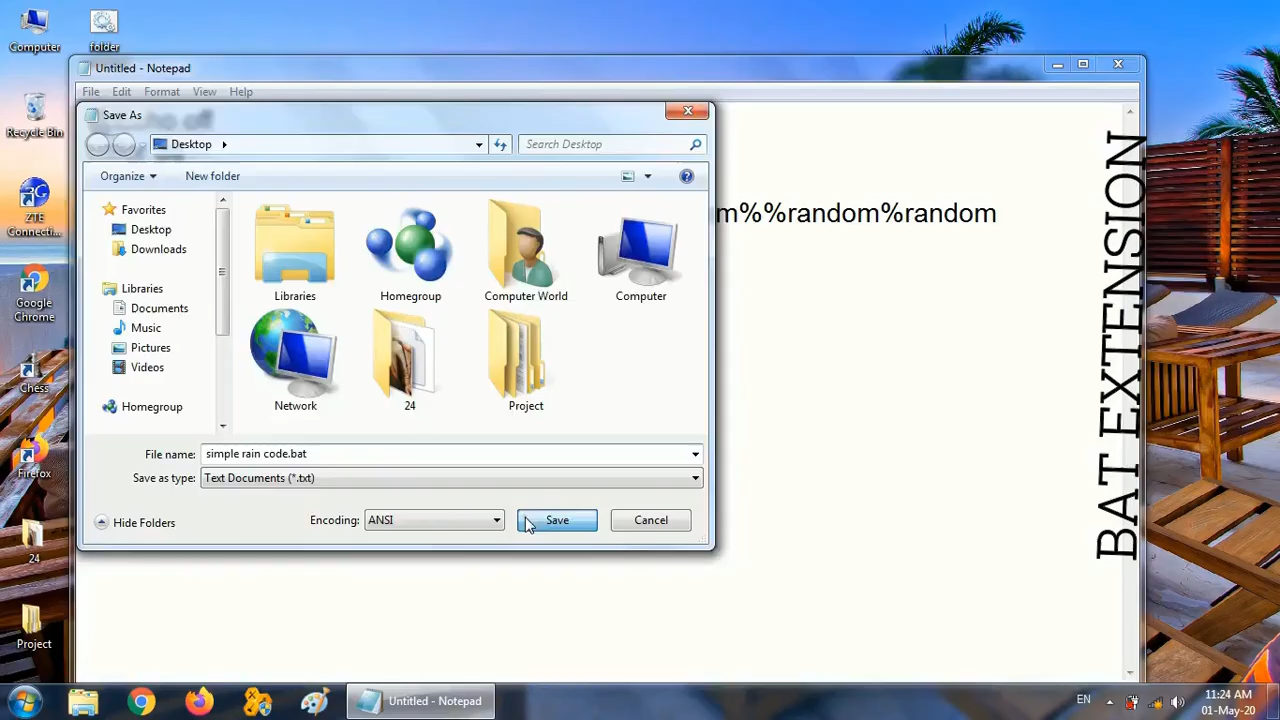 Computer
folder
Recycle Bin
ZTE
Connecti...
Google
Chrome
Chess
Firefox
24
Project
Untitled - Notepad
File Edit Format View Help
Save As
Desktop
Search Desktop
Organize
New folder
Favorites
Desktop
Downloads
Libraries
Documents
Music
Pictures
Videos
Homegroup
Libraries
Homegroup
Computer World
Computer
Network
24
Project
File name: simple rain code.bat
Save as type: Text Documents (*.txt)
Hide Folders
Encoding: ANSI
Save
Cancel
m%%random%random
BAT EXTENSION
Untitled - Notepad
EN
11:24 AM
01-May-20